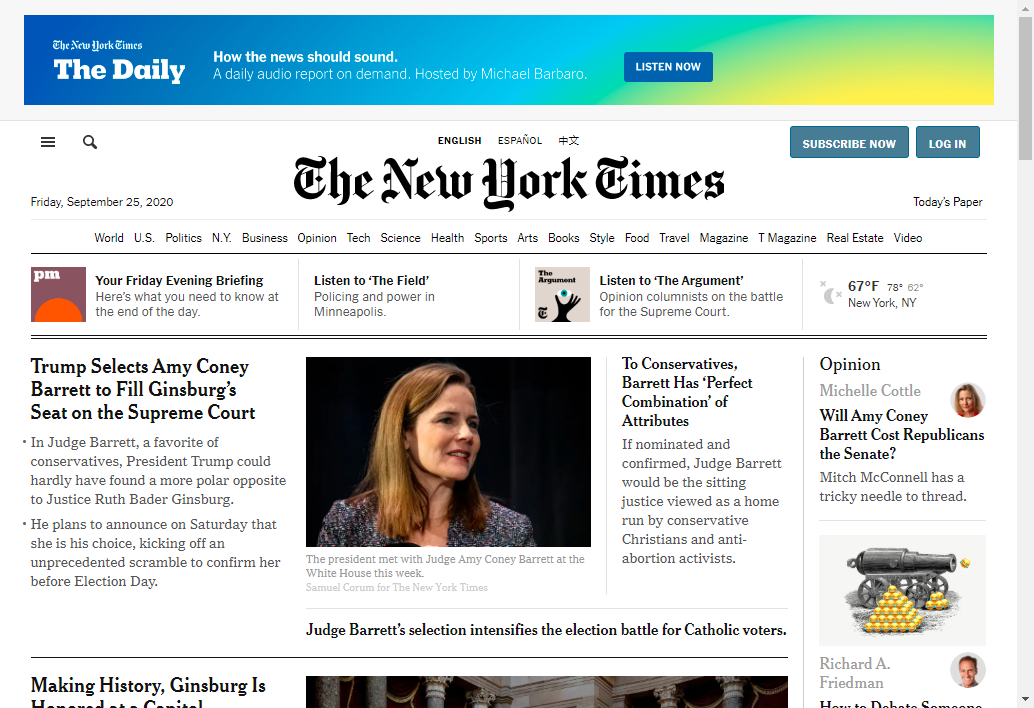 The New York Times
The Daily
How the news should sound.
A daily audio report on demand. Hosted by Michael Barbaro.
LISTEN NOW
ENGLISH ESPAÑOL 中文
SUBSCRIBE NOW
LOG IN
The New York Times
Friday, September 25, 2020
Today's Paper
World U.S. Politics N.Y. Business Opinion Tech Science Health Sports Arts Books Style Food Travel Magazine T Magazine Real Estate Video
pm
Your Friday Evening Briefing
Here's what you need to know at
the end of the day.
Listen to 'The Field'
Policing and power in
Minneapolis.
The
Argument
Listen to 'The Argument'
Opinion columnists on the battle
for the Supreme Court.
67°F 78° 62°
New York, NY
Trump Selects Amy Coney
Barrett to Fill Ginsburg's
Seat on the Supreme Court
• In Judge Barrett, a favorite of
conservatives, President Trump could
hardly have found a more polar opposite
to Justice Ruth Bader Ginsburg.
• He plans to announce on Saturday that
she is his choice, kicking off an
unprecedented scramble to confirm her
before Election Day.
The president met with Judge Amy Coney Barrett at the
White House this week.
Samuel Corum for The New York Times
To Conservatives,
Barrett Has 'Perfect
Combination' of
Attributes
If nominated and
confirmed, Judge Barrett
would be the sitting
justice viewed as a home
run by conservative
Christians and anti-
abortion activists.
Judge Barrett's selection intensifies the election battle for Catholic voters.
Opinion
Michelle Cottle
Will Amy Coney
Barrett Cost Republicans
the Senate?
Mitch McConnell has a
tricky needle to thread.
Richard A.
Friedman
How to Debate Someone
Making History, Ginsburg Is
Honored at a Capitol